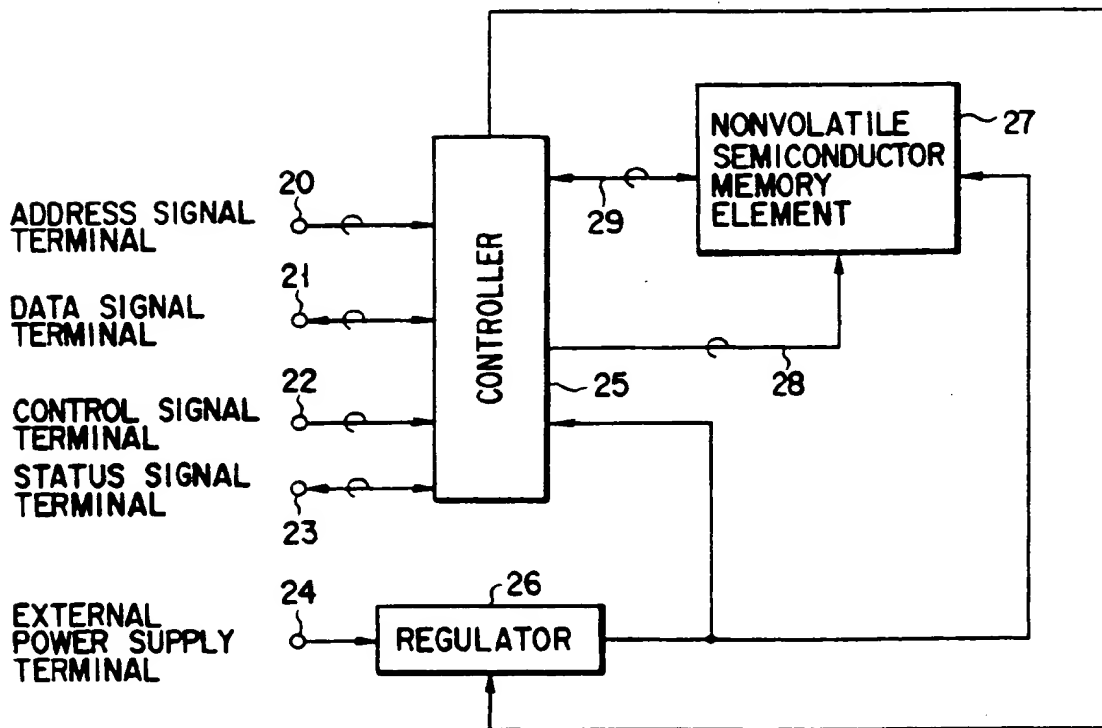 20
ADDRESS SIGNAL
TERMINAL
21
DATA SIGNAL
TERMINAL
22
CONTROL SIGNAL
TERMINAL
STATUS SIGNAL
TERMINAL
23
24
EXTERNAL
POWER SUPPLY
TERMINAL
CONTROLLER
25
26
REGULATOR
NONVOLATILE
SEMICONDUCTOR
MEMORY
ELEMENT
27
29
28